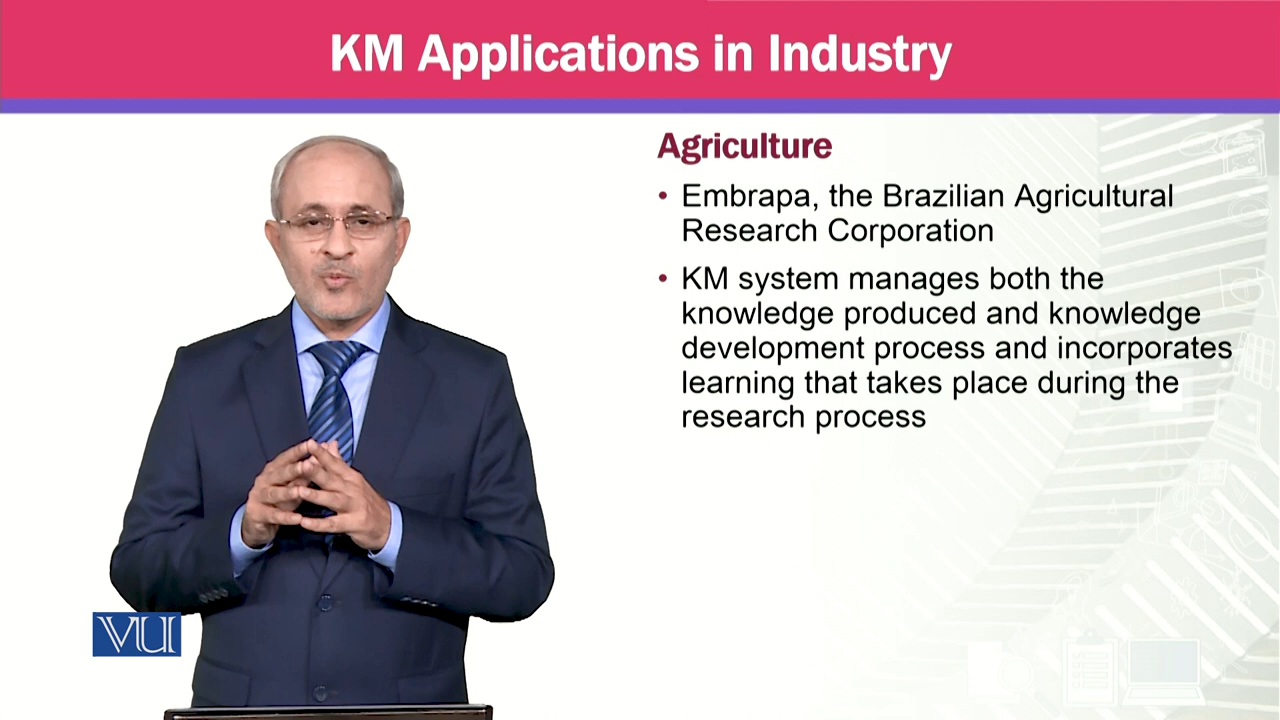 KM Applications in Industry
Agriculture
• Embrapa, the Brazilian Agricultural
Research Corporation
• KM system manages both the
knowledge produced and knowledge
development process and incorporates
learning that takes place during the
research process
VU